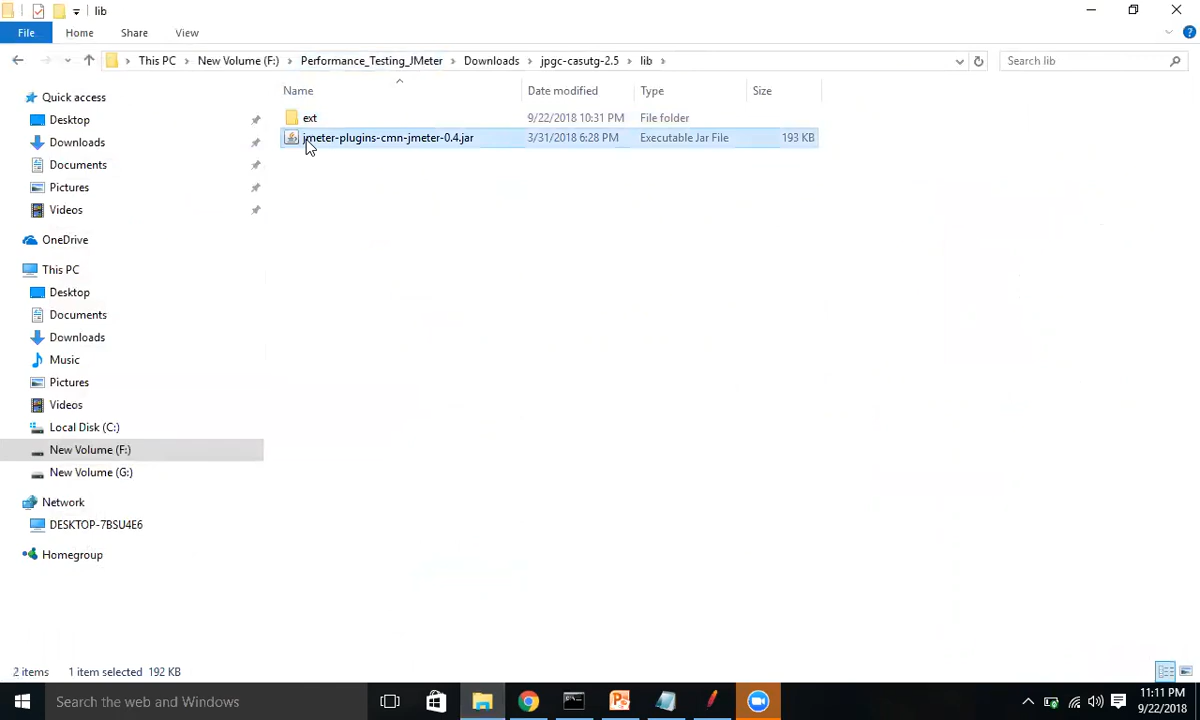 lib
File Home Share View
This PC New Volume (F:) Performance_Testing_JMeter Downloads jpgc-casutg-2.5 lib Search lib
Name Date modified Type Size
ext 9/22/2018 10:31 PM File folder
jmeter-plugins-cmn-jmeter-0.4.jar 3/31/2018 6:28 PM Executable Jar File 193 KB
Quick access
Desktop
Downloads
Documents
Pictures
Videos
OneDrive
This PC
Desktop
Documents
Downloads
Music
Pictures
Videos
Local Disk (C:)
New Volume (F:)
New Volume (G:)
Network
DESKTOP-7BSU4E6
Homegroup
2 items 1 item selected 192 KB
Search the web and Windows
11:11 PM
9/22/2018